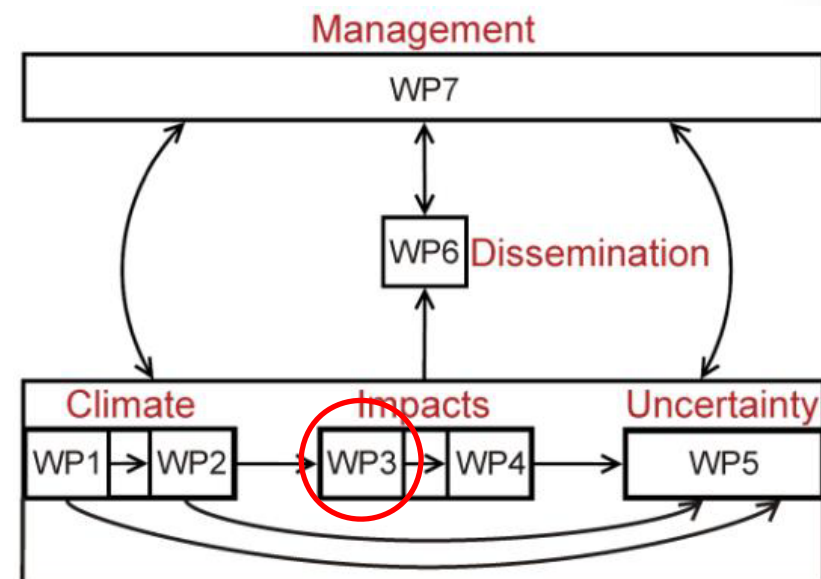 Management
WP7
WP6 Dissemination
Climate Impacts Uncertainty
WP1 WP2 WP3 WP4 WP5